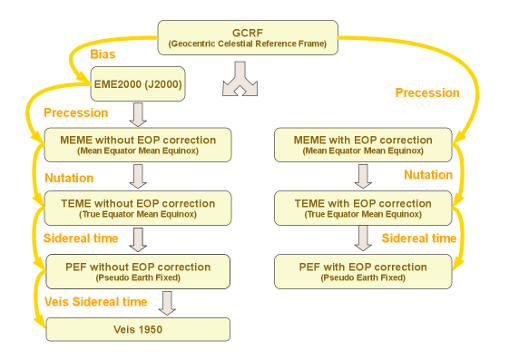 GCRF
(Geocentric Celestial Reference Frame)
Bias
EME2000 (J2000)
Precession
Precession
MEME without EOP correction
(Mean Equator Mean Equinox)
MEME with EOP correction
(Mean Equator Mean Equinox)
Nutation
Nutation
TEME without EOP correction
(True Equator Mean Equinox)
TEME with EOP correction
(True Equator Mean Equinox)
Sidereal time
Sidereal time
PEF without EOP correction
(Pseudo Earth Fixed)
PEF with EOP correction
(Pseudo Earth Fixed)
Veis Sidereal time
Veis 1950